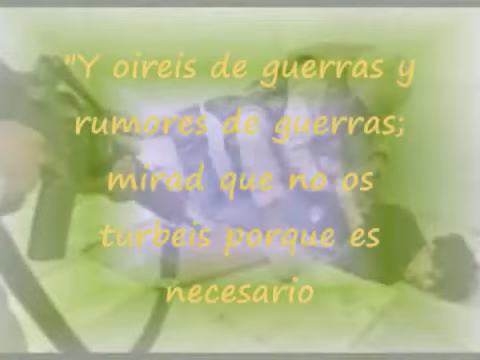 "Y oireis de guerras y
rumores de guerras;
mirad que no os
turbeis porque es
necesario